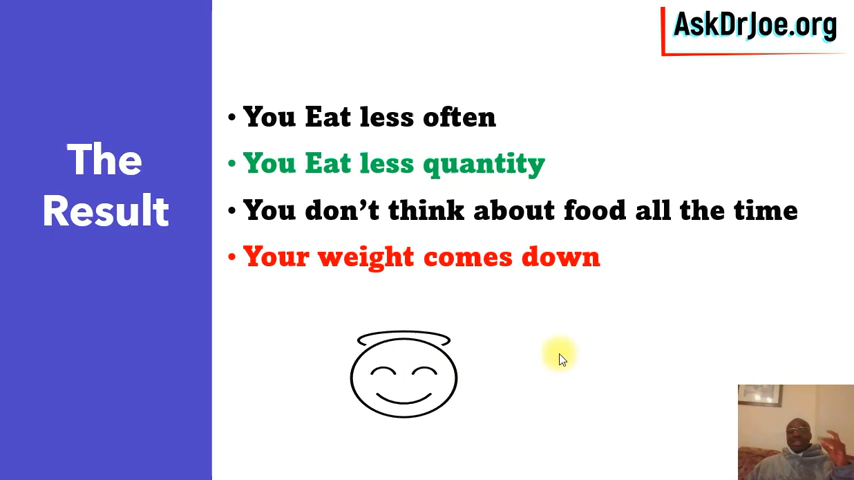 AskDrJoe.org
The
Result
• You Eat less often
• You Eat less quantity
• You don’t think about food all the time
• Your weight comes down